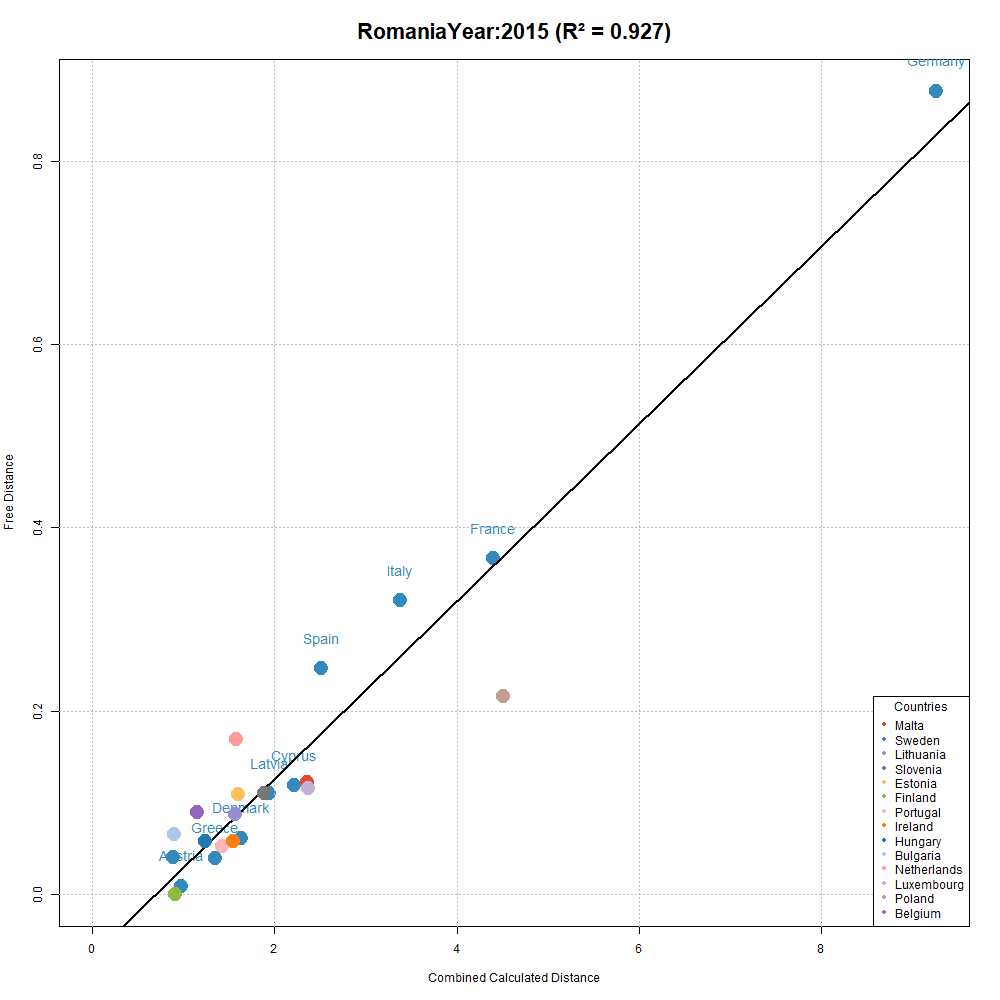 RomaniaYear:2015 (R² = 0.927)
Germany
France
Italy
Spain
Cyprus
Latvia
Denmark
Greece
Austria
Free Distance
0.0
0.2
0.4
0.6
0.8
0
2
4
6
8
Combined Calculated Distance
Countries
Malta
Sweden
Lithuania
Slovenia
Estonia
Finland
Portugal
Ireland
Hungary
Bulgaria
Netherlands
Luxembourg
Poland
Belgium